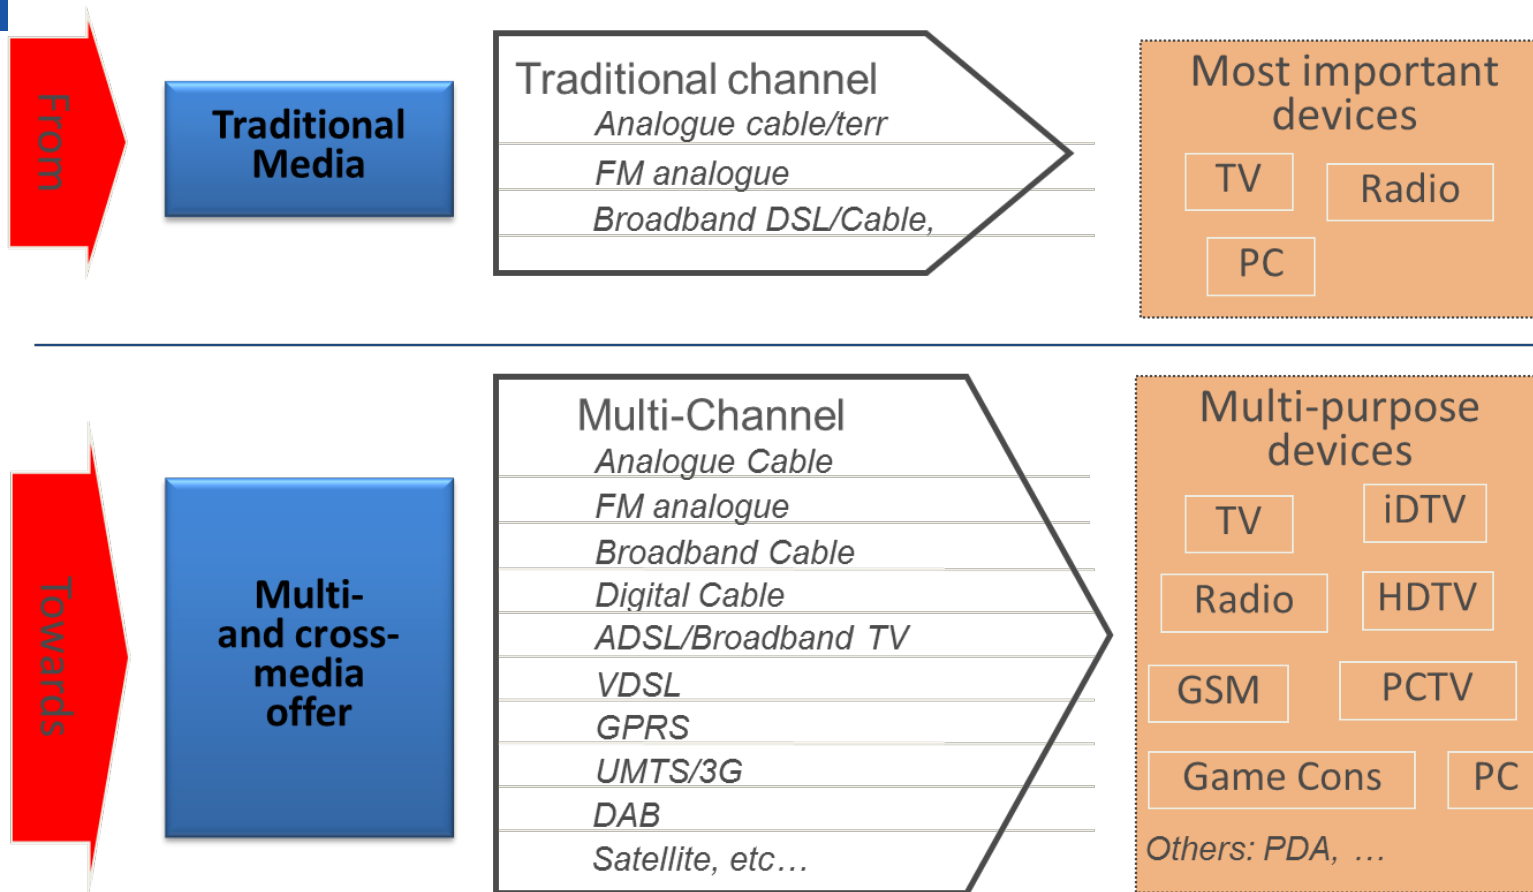 From
Traditional
Media
Traditional channel
Analogue cable/terr
FM analogue
Broadband DSL/Cable,
Most important
devices
TV
Radio
PC
Towards
Multi-
and cross-
media
offer
Multi-Channel
Analogue Cable
FM analogue
Broadband Cable
Digital Cable
ADSL/Broadband TV
VDSL
GPRS
UMTS/3G
DAB
Satellite, etc…
Multi-purpose
devices
TV
iDTV
Radio
HDTV
GSM
PCTV
Game Cons
PC
Others: PDA, …